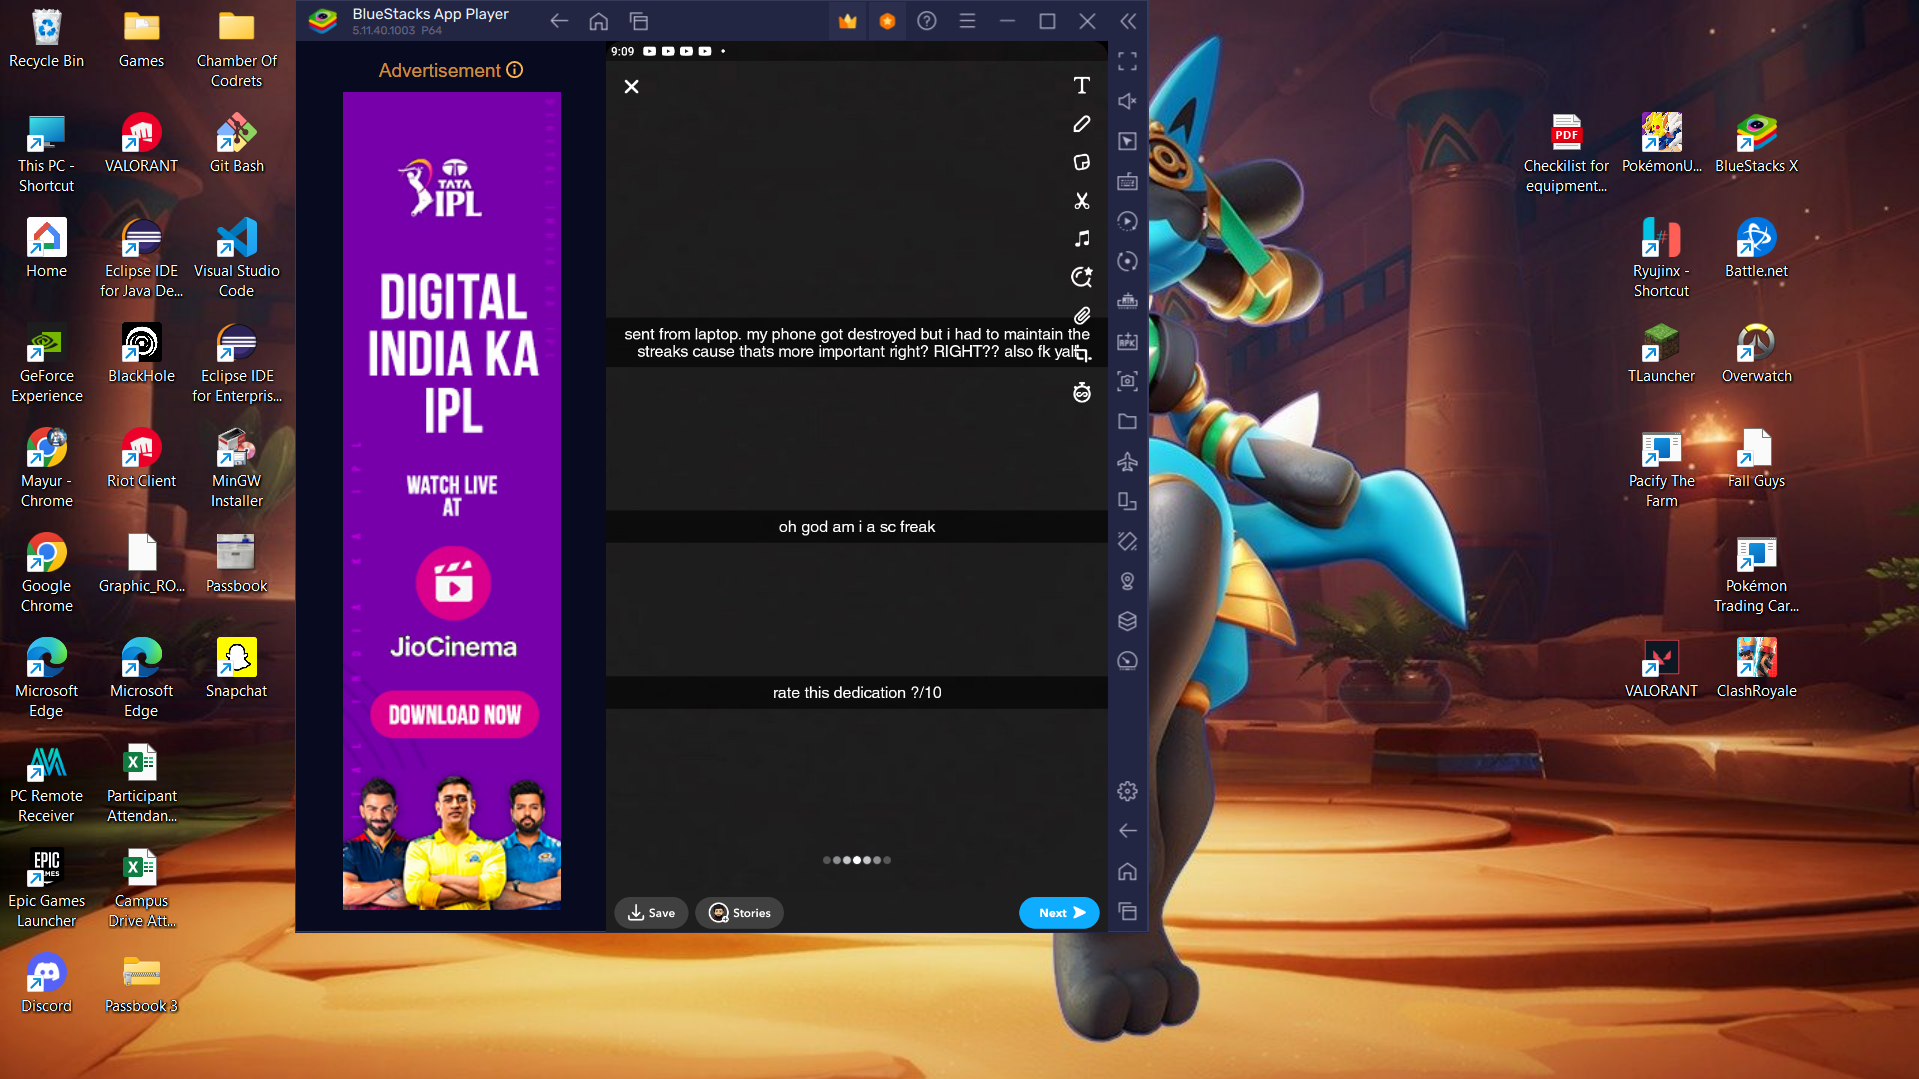 BlueStacks App Player
5.11.40.1003 P64
Advertisement
TATA
IPL
DIGITAL
INDIA KA
IPL
WATCH LIVE
AT
JioCinema
DOWNLOAD NOW
9:09
T
sent from laptop. my phone got destroyed but i had to maintain the
streaks cause thats more important right? RIGHT?? also fk yall
oh god am i a sc freak
rate this dedication ?/10
Save
Stories
Next
Recycle Bin
Games
Chamber Of
Codrets
This PC -
Shortcut
VALORANT
Git Bash
Home
Eclipse IDE
for Java De...
Visual Studio
Code
GeForce
Experience
BlackHole
Eclipse IDE
for Enterpris...
Mayur -
Chrome
Riot Client
MinGW
Installer
Google
Chrome
Graphic_RO...
Passbook
Microsoft
Edge
Microsoft
Edge
Snapchat
PC Remote
Receiver
Participant
Attendan...
EPIC
GAMES
Epic Games
Launcher
Campus
Drive Att...
Discord
Passbook 3
PDF
Checklist for
equipment...
PokémonU...
BlueStacks X
Ryujinx -
Shortcut
Battle.net
TLauncher
Overwatch
Pacify The
Farm
Fall Guys
Pokémon
Trading Car...
VALORANT
ClashRoyale